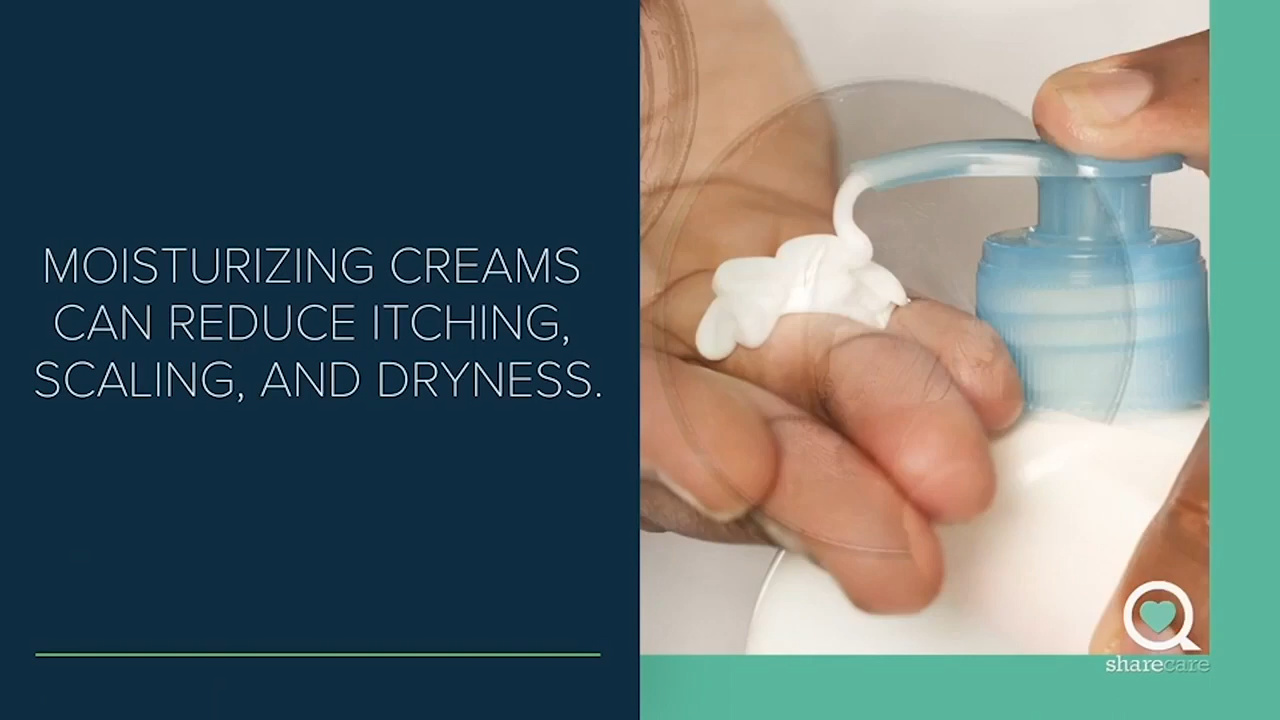 MOISTURIZING CREAMS
CAN REDUCE ITCHING,
SCALING, AND DRYNESS.
sharecare